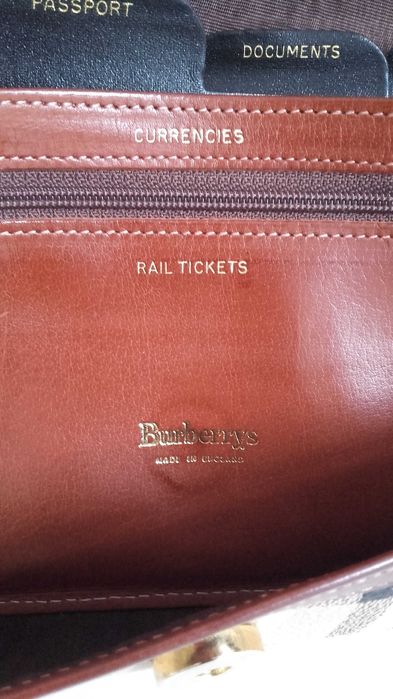 PASSPORT
DOCUMENTS
CURRENCIES
RAIL TICKETS
Burberrys
MADE IN ENGLAND